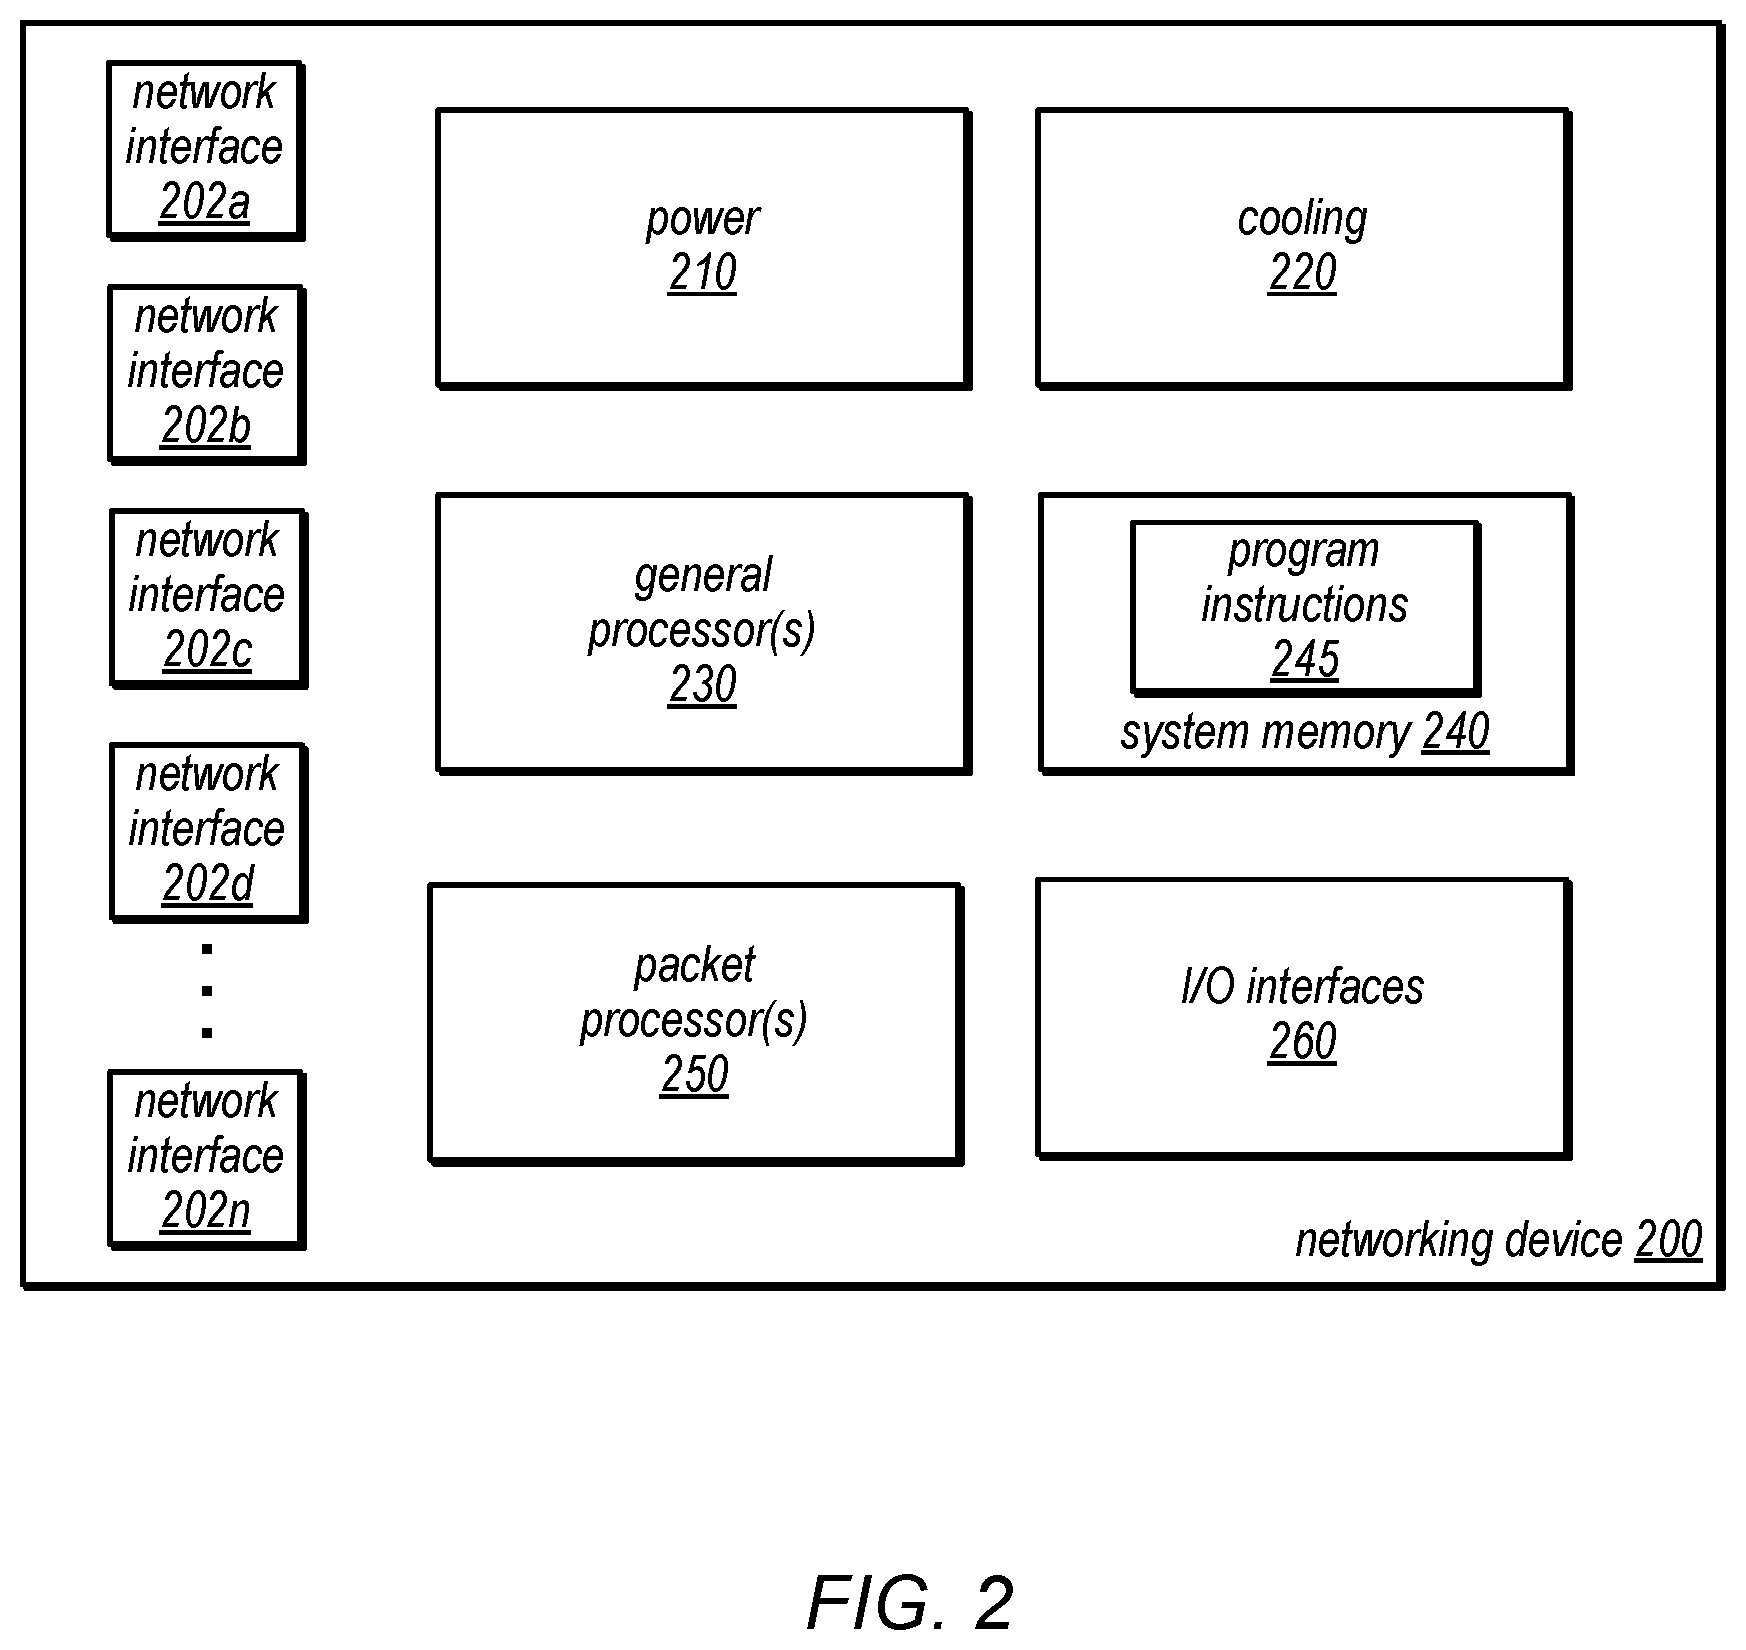 network
interface
202a
network
interface
202b
network
interface
202c
network
interface
202d
network
interface
202n
power
210
cooling
220
general
processor(s)
230
program
instructions
245
system memory 240
packet
processor(s)
250
I/O interfaces
260
networking device 200
FIG. 2